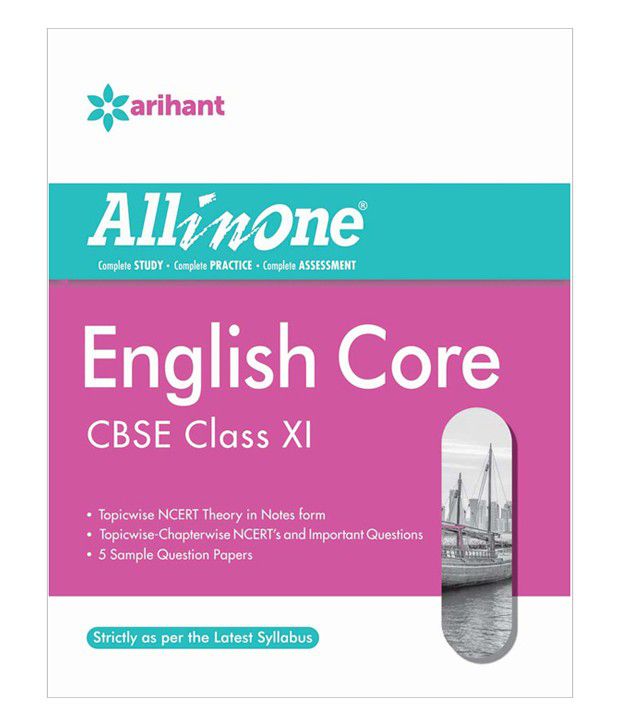 arihant
All in One®
Complete STUDY • Complete PRACTICE • Complete ASSESSMENT
English Core
CBSE Class XI
• Topicwise NCERT Theory in Notes form
• Topicwise-Chapterwise NCERT's and Important Questions
• 5 Sample Question Papers
Strictly as per the Latest Syllabus